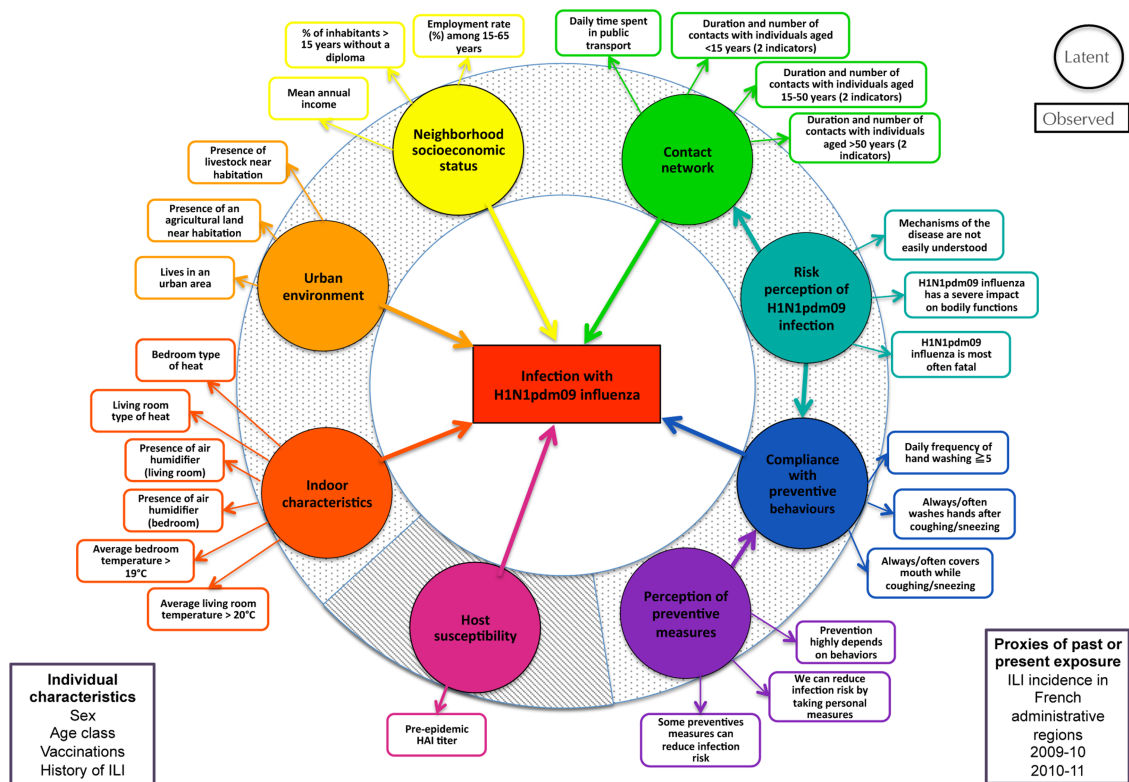 % of inhabitants >
15 years without a
diploma
Employment rate
(%) among 15-65
years
Mean annual
income
Neighborhood
socioeconomic
status
Daily time spent
in public
transport
Duration and number of
contacts with individuals aged
<15 years (2 indicators)
Duration and number of
contacts with individuals aged
15-50 years (2 indicators)
Duration and number of
contacts with individuals
aged >50 years (2
indicators)
Contact
network
Latent
Observed
Presence of
livestock near
habitation
Presence of an
agricultural land
near habitation
Lives in an
urban area
Urban
environment
Mechanisms of the
disease are not
easily understood
H1N1pdm09 influenza
has a severe impact
on bodily functions
H1N1pdm09
influenza is most
often fatal
Risk
perception of
H1N1pdm09
infection
Infection with
H1N1pdm09 influenza
Bedroom type
of heat
Living room
type of heat
Presence of air
humidifier
(living room)
Presence of air
humidifier
(bedroom)
Average bedroom
temperature >
19°C
Average living room
temperature > 20°C
Indoor
characteristics
Compliance with
preventive
behaviours
Daily frequency of
hand washing ≧5
Always/often
washes hands after
coughing/sneezing
Always/often covers
mouth while
coughing/sneezing
Host
susceptibility
Pre-epidemic
HAI titer
Perception of
preventive
measures
Prevention
highly depends
on behaviors
We can reduce
infection risk by
taking personal
measures
Some preventives
measures can
reduce infection
risk
Individual
characteristics
Sex
Age class
Vaccinations
History of ILI
Proxies of past or
present exposure
ILI incidence in
French
administrative
regions
2009-10
2010-11